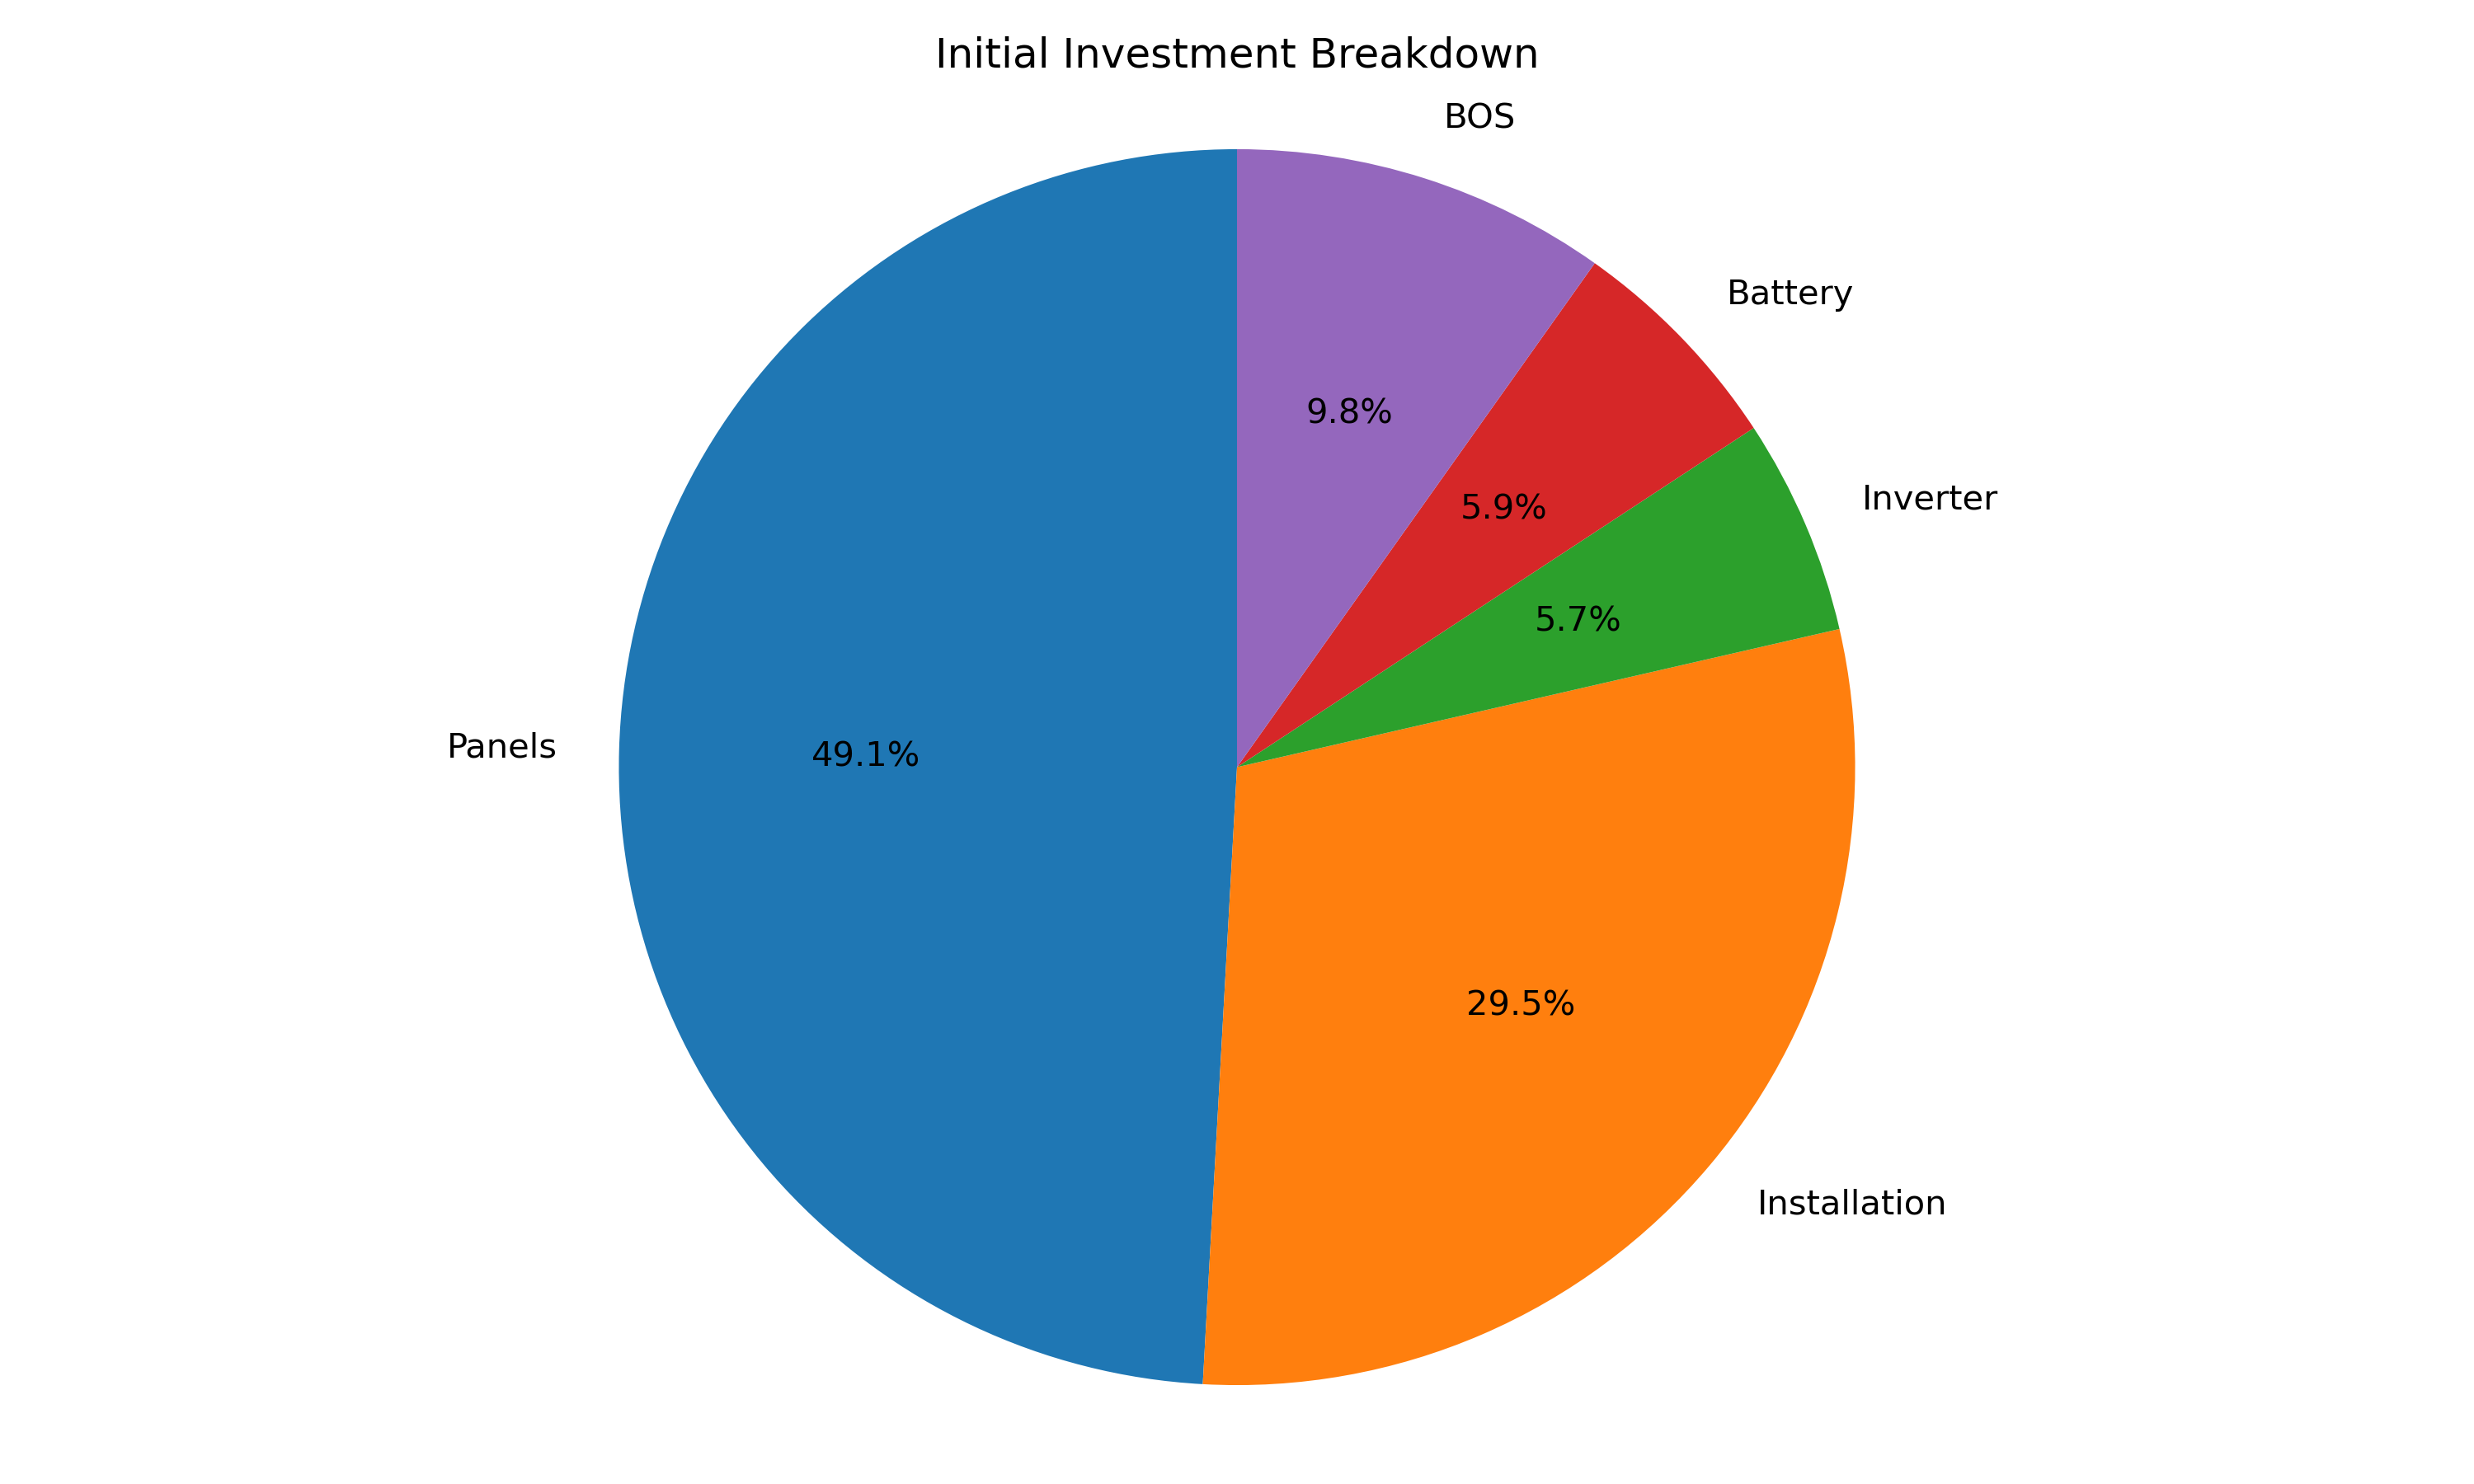 Initial Investment Breakdown
BOS
Battery
Inverter
Installation
Panels
9.8%
5.9%
5.7%
29.5%
49.1%